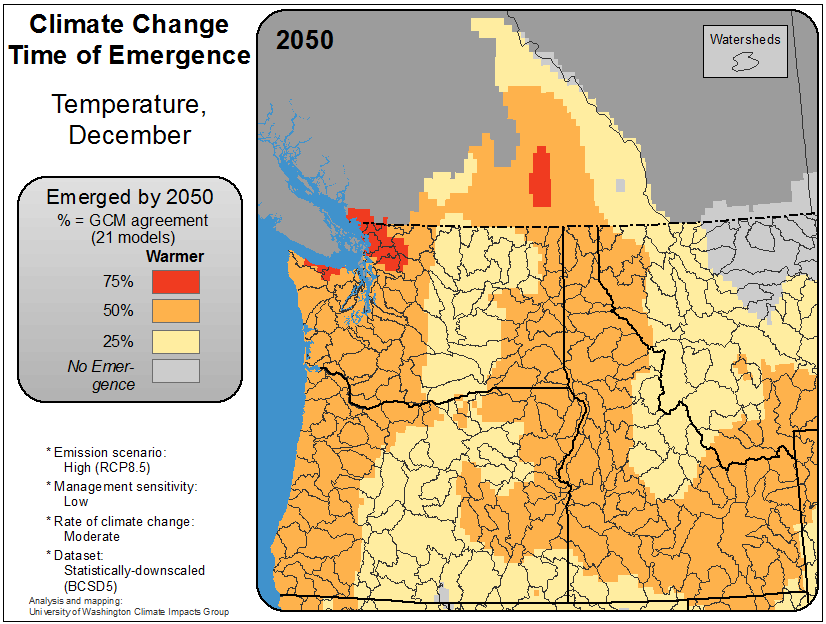 Climate Change
Time of Emergence
Temperature,
December
Emerged by 2050
% = GCM agreement
(21 models)
Warmer
75%
50%
25%
No Emer-
gence
* Emission scenario:
High (RCP8.5)
* Management sensitivity:
Low
* Rate of climate change:
Moderate
* Dataset:
Statistically-downscaled
(BCSD5)
Analysis and mapping:
University of Washington Climate Impacts Group
2050
Watersheds